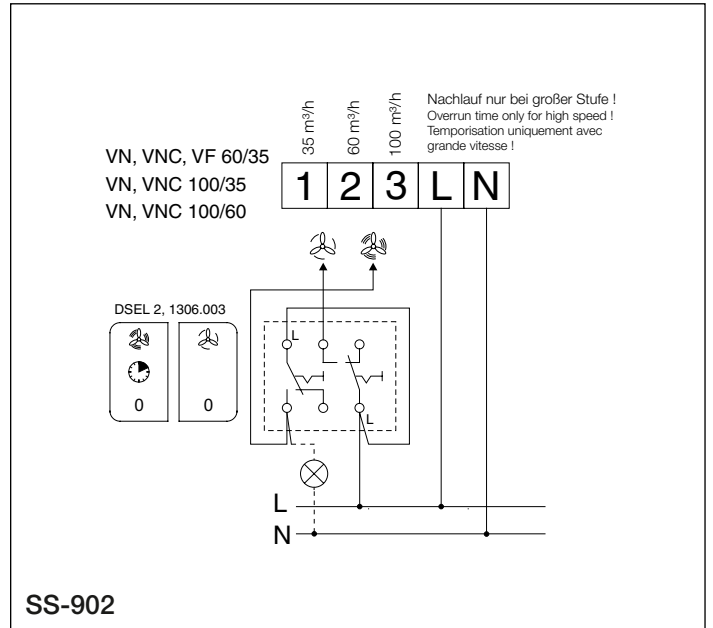 35 m³/h
60 m³/h
100 m³/h
Nachlauf nur bei großer Stufe !
Overrun time only for high speed !
Temporisation uniquement avec
grande vitesse !
VN, VNC, VF 60/35
VN, VNC 100/35
VN, VNC 100/60
1 2 3 L N
DSEL 2, 1306.003
L
0 0
L
L
N
SS-902